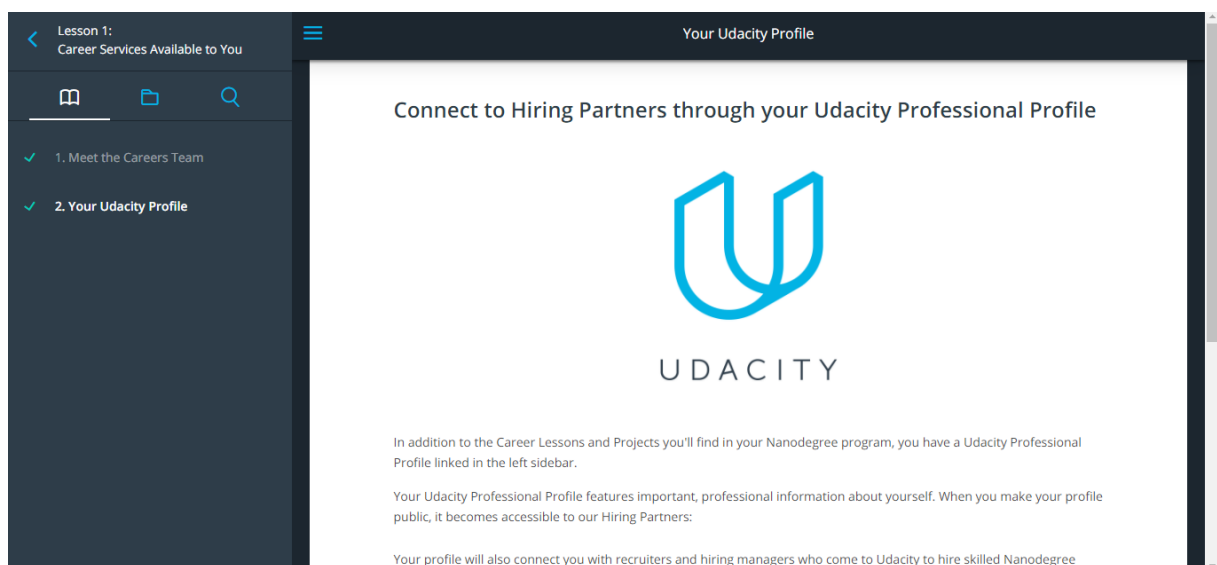 Lesson 1:
Career Services Available to You
Your Udacity Profile
1. Meet the Careers Team
2. Your Udacity Profile
Connect to Hiring Partners through your Udacity Professional Profile
UDACITY
In addition to the Career Lessons and Projects you'll find in your Nanodegree program, you have a Udacity Professional
Profile linked in the left sidebar.
Your Udacity Professional Profile features important, professional information about yourself. When you make your profile
public, it becomes accessible to our Hiring Partners:
Your profile will also connect you with recruiters and hiring managers who come to Udacity to hire skilled Nanodegree